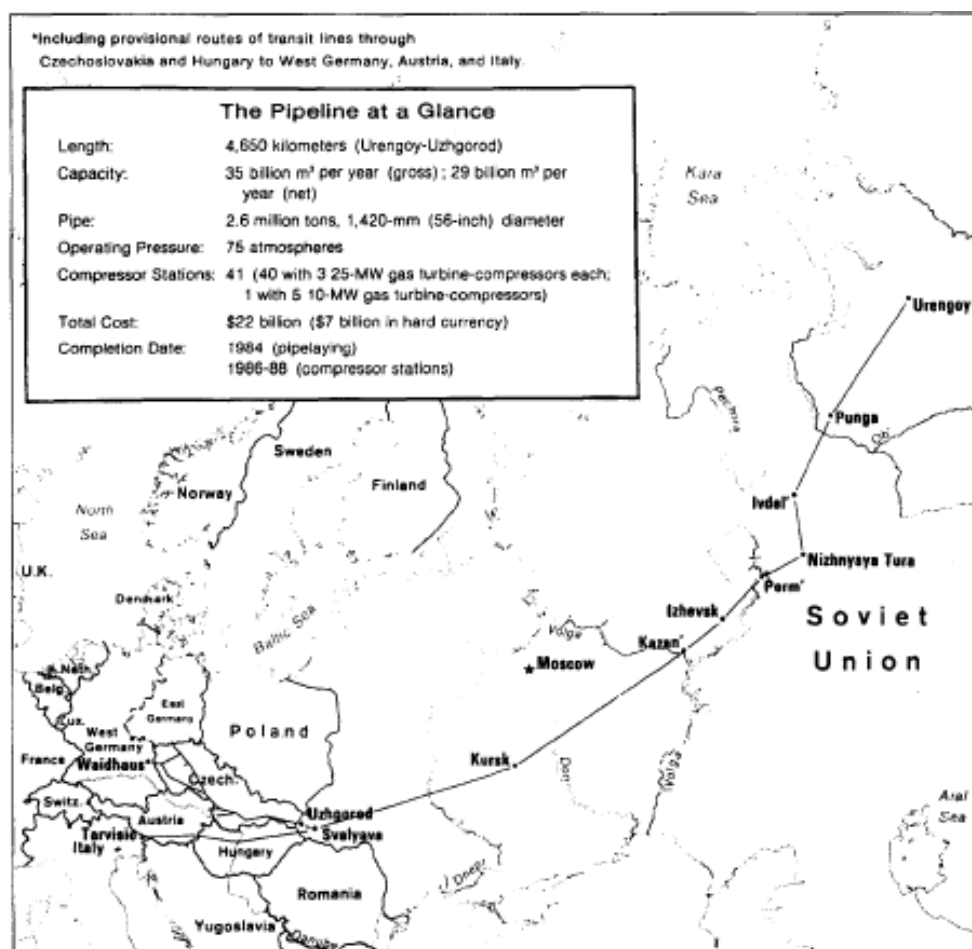 *Including provisional routes of transit lines through
Czechoslovakia and Hungary to West Germany, Austria, and Italy.
The Pipeline at a Glance
Length: 4,650 kilometers (Urengoy-Uzhgorod)
Capacity: 35 billion m³ per year (gross); 29 billion m³ per
year (net)
Pipe: 2.6 million tons, 1,420-mm (56-inch) diameter
Operating Pressure: 75 atmospheres
Compressor Stations: 41 (40 with 3 25-MW gas turbine-compressors each;
1 with 5 10-MW gas turbine-compressors)
Total Cost: $22 billion ($7 billion in hard currency)
Completion Date: 1984 (pipelaying)
1986-88 (compressor stations)
Kara
Sea
Urengoy
Pechora
Punga
Ob'
Sweden
Norway
Finland
Ivdel'
North
Sea
Nizhnyaya Tura
U.K.
Perm'
Denmark
Izhevsk
Soviet
Union
Baltic Sea
Volga
Kazan'
Moscow
Neth.
Belg.
East
Germany
Lux.
West
Germany
Poland
France
Waidhaus
Kursk
Don
Volga
Czech.
Switz.
Uzhgorod
Aral
Sea
Austria
Svalyava
Tarvisio
Italy
Hungary
Dnepr
Romania
Yugoslavia
Danube